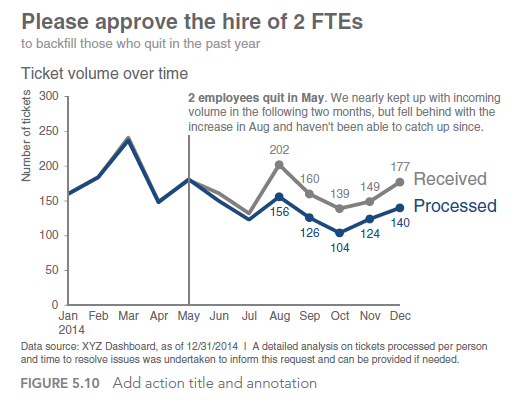 Please approve the hire of 2 FTEs
to backfill those who quit in the past year
Ticket volume over time
Number of tickets
300
250
200
150
100
50
0
2 employees quit in May. We nearly kept up with incoming
volume in the following two months, but fell behind with the
increase in Aug and haven't been able to catch up since.
202
160
139
149
177
Received
Processed
156
126
104
124
140
Jan Feb Mar Apr May Jun Jul Aug Sep Oct Nov Dec
2014
Data source: XYZ Dashboard, as of 12/31/2014 | A detailed analysis on tickets processed per person
and time to resolve issues was undertaken to inform this request and can be provided if needed.
FIGURE 5.10 Add action title and annotation